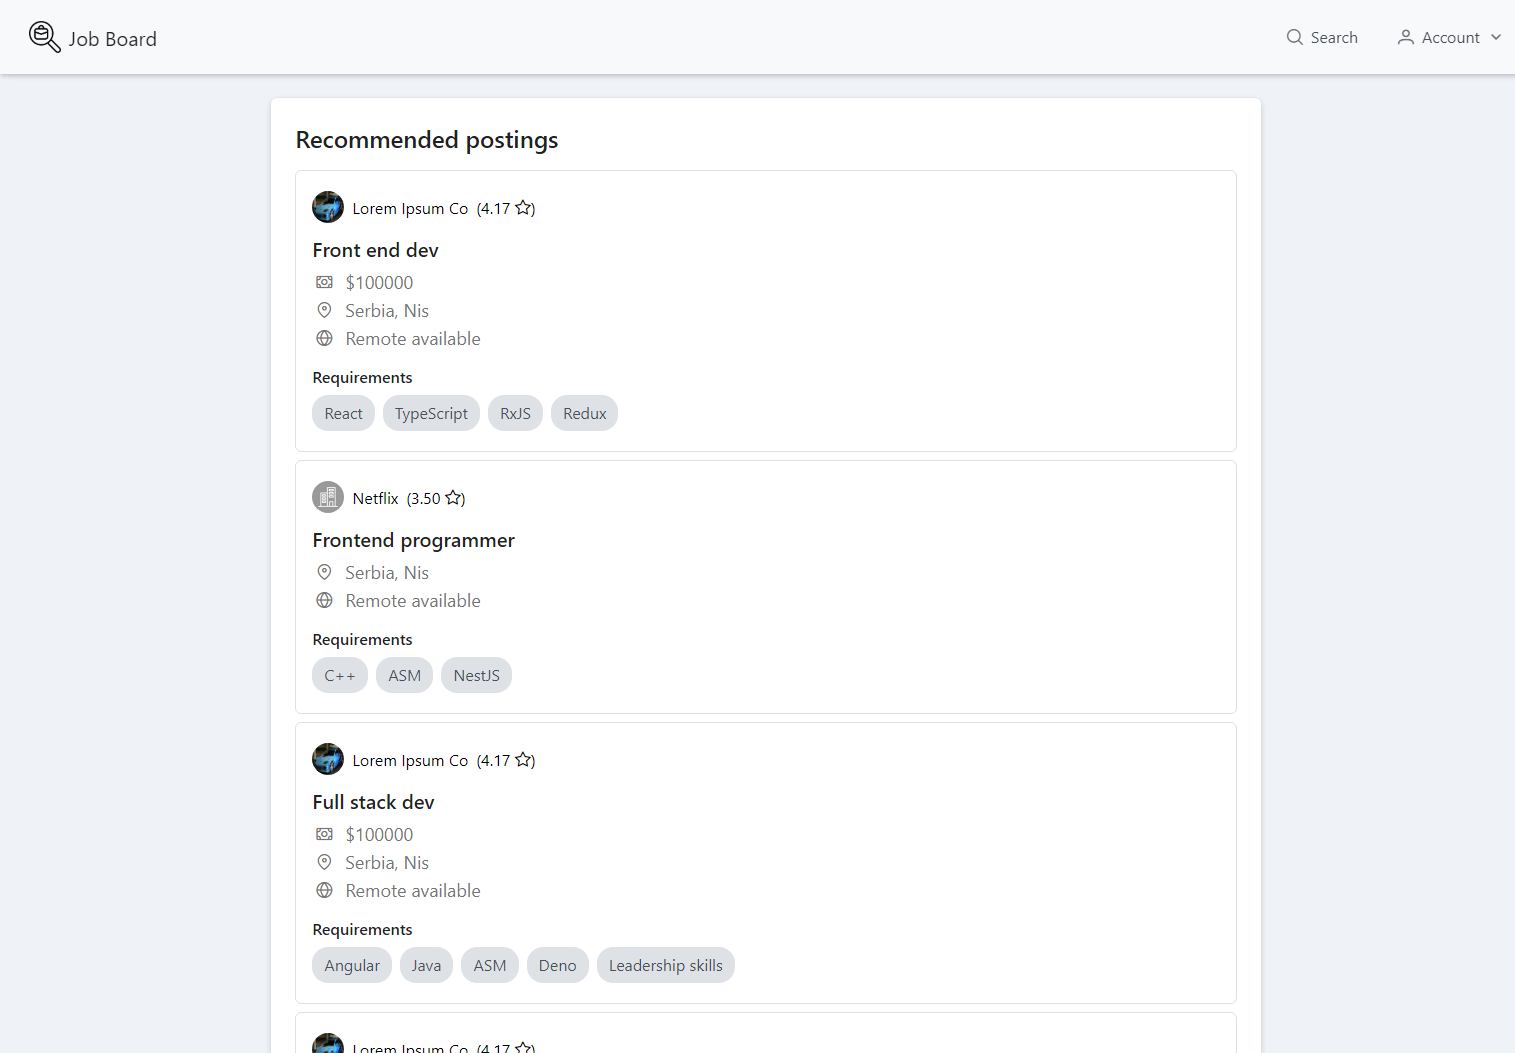 Job Board
Search
Account
Recommended postings
Lorem Ipsum Co (4.17 )
Front end dev
$100000
Serbia, Nis
Remote available
Requirements
React TypeScript RxJS Redux
Netflix (3.50 )
Frontend programmer
Serbia, Nis
Remote available
Requirements
C++ ASM NestJS
Lorem Ipsum Co (4.17 )
Full stack dev
$100000
Serbia, Nis
Remote available
Requirements
Angular Java ASM Deno Leadership skills
Lorem Ipsum Co (4.17 )